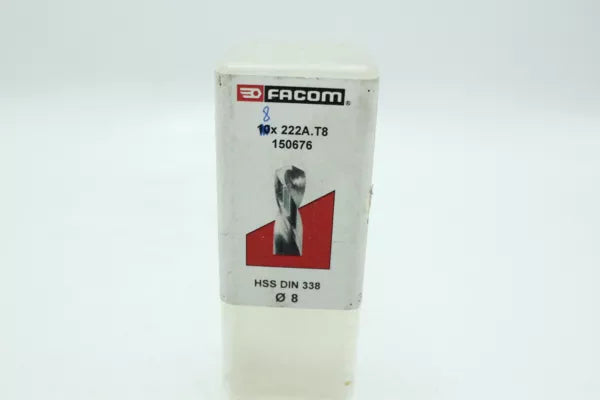 FACOM®
8
10x 222A.T8
150676
HSS DIN 338
Ø 8